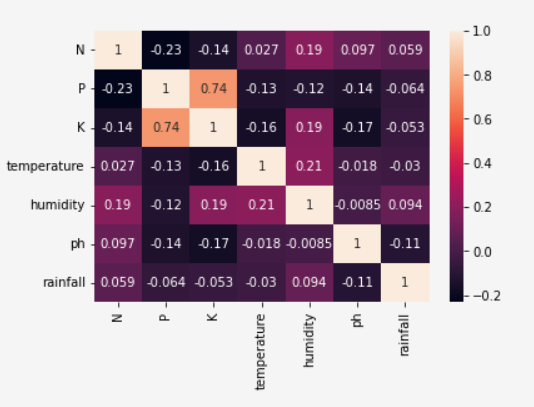 N 1 -0.23 -0.14 0.027 0.19 0.097 0.059
P -0.23 1 0.74 -0.13 -0.12 -0.14 -0.064
K -0.14 0.74 1 -0.16 0.19 -0.17 -0.053
temperature 0.027 -0.13 -0.16 1 0.21 -0.018 -0.03
humidity 0.19 -0.12 0.19 0.21 1 -0.0085 0.094
ph 0.097 -0.14 -0.17 -0.018 -0.0085 1 -0.11
rainfall 0.059 -0.064 -0.053 -0.03 0.094 -0.11 1
N P K temperature humidity ph rainfall
1.0
0.8
0.6
0.4
0.2
0.0
−0.2